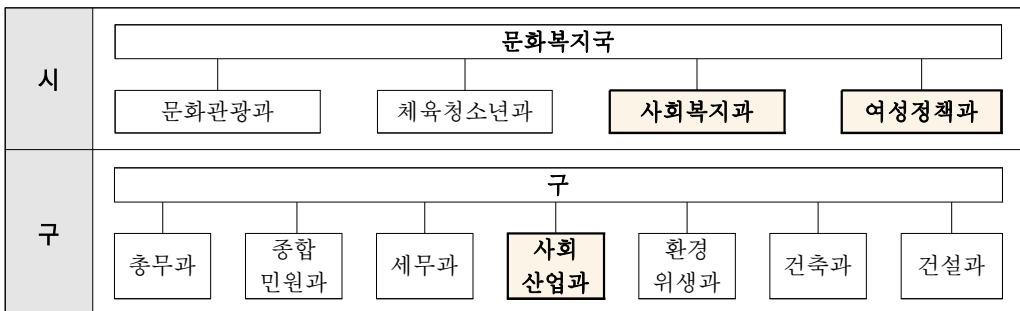 시
문화복지국
문화관광과
체육청소년과
사회복지과
여성정책과
구
구
총무과
종합
민원과
세무과
사회
산업과
환경
위생과
건축과
건설과